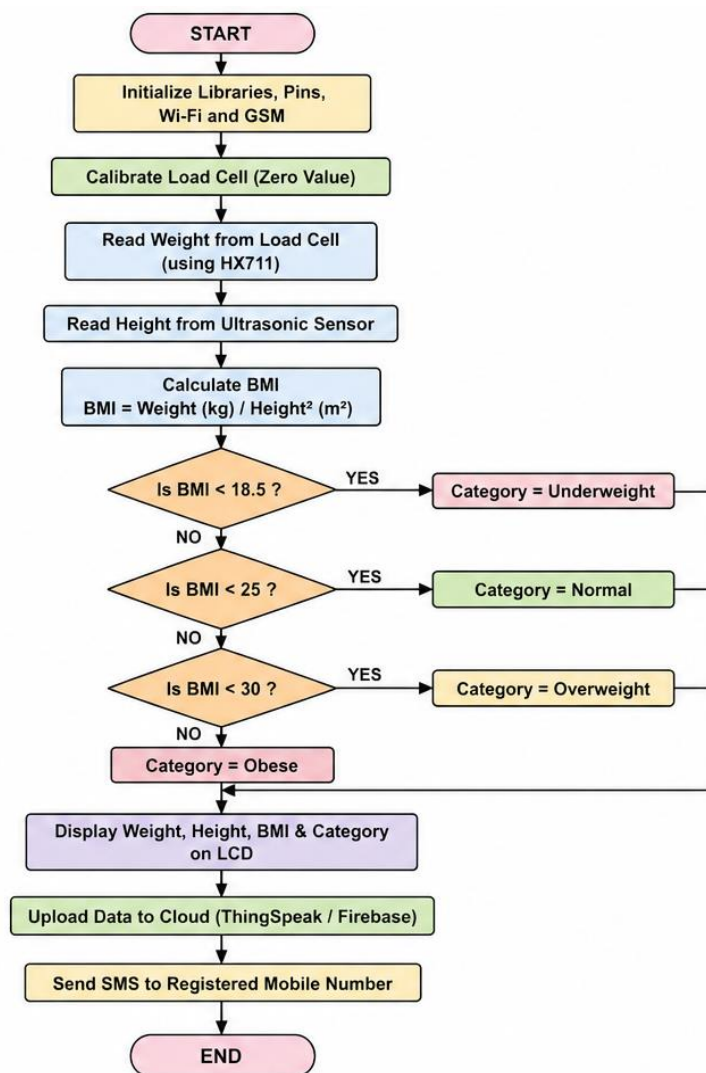 START
Initialize Libraries, Pins,
Wi-Fi and GSM
Calibrate Load Cell (Zero Value)
Read Weight from Load Cell
(using HX711)
Read Height from Ultrasonic Sensor
Calculate BMI
BMI = Weight (kg) / Height² (m²)
Is BMI < 18.5 ?
YES
Category = Underweight
NO
Is BMI < 25 ?
YES
Category = Normal
NO
Is BMI < 30 ?
YES
Category = Overweight
NO
Category = Obese
Display Weight, Height, BMI & Category
on LCD
Upload Data to Cloud (ThingSpeak / Firebase)
Send SMS to Registered Mobile Number
END